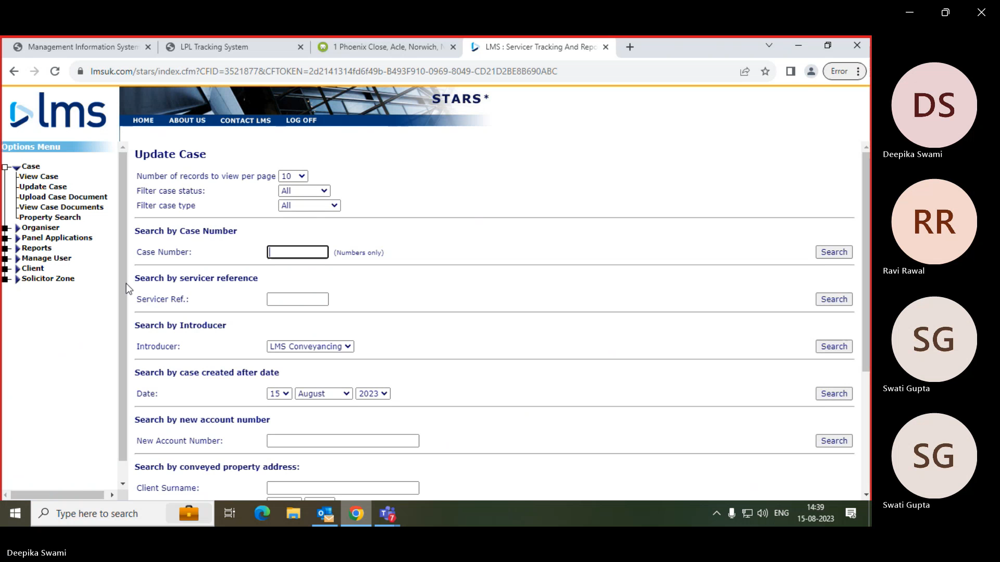 Management Information System
LPL Tracking System
1 Phoenix Close, Acle, Norwich, N
LMS : Servicer Tracking And Repo
lmsuk.com/stars/index.cfm?CFID=3521877&CFTOKEN=2d2141314fd6f49b-B493F910-0969-8049-CD21D2BE8B690ABC
Error
lms
STARS*
HOME ABOUT US CONTACT LMS LOG OFF
Options Menu
Case
View Case
Update Case
Upload Case Document
View Case Documents
Property Search
Organiser
Panel Applications
Reports
Manage User
Client
Solicitor Zone
Update Case
Number of records to view per page 10
Filter case status: All
Filter case type All
Search by Case Number
Case Number: (Numbers only) Search
Search by servicer reference
Servicer Ref.: Search
Search by Introducer
Introducer: LMS Conveyancing Search
Search by case created after date
Date: 15 August 2023 Search
Search by new account number
New Account Number: Search
Search by conveyed property address:
Client Surname:
Type here to search
7
ENG
14:39
15-08-2023
DS
Deepika Swami
RR
Ravi Rawal
SG
Swati Gupta
SG
Swati Gupta
Deepika Swami